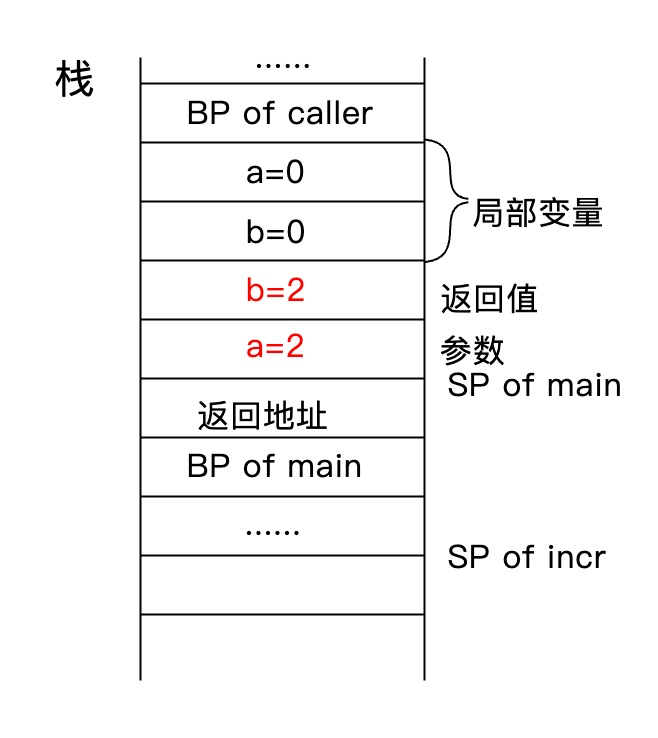 栈
......
BP of caller
a=0
b=0
局部变量
b=2
返回值
a=2
参数
SP of main
返回地址
BP of main
......
SP of incr